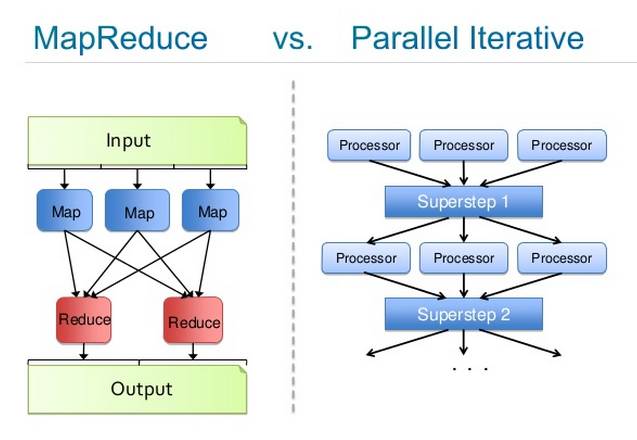 MapReduce vs. Parallel Iterative
Input
Map Map Map
Reduce Reduce
Output
Processor Processor Processor
Superstep 1
Processor Processor Processor
Superstep 2
. . .